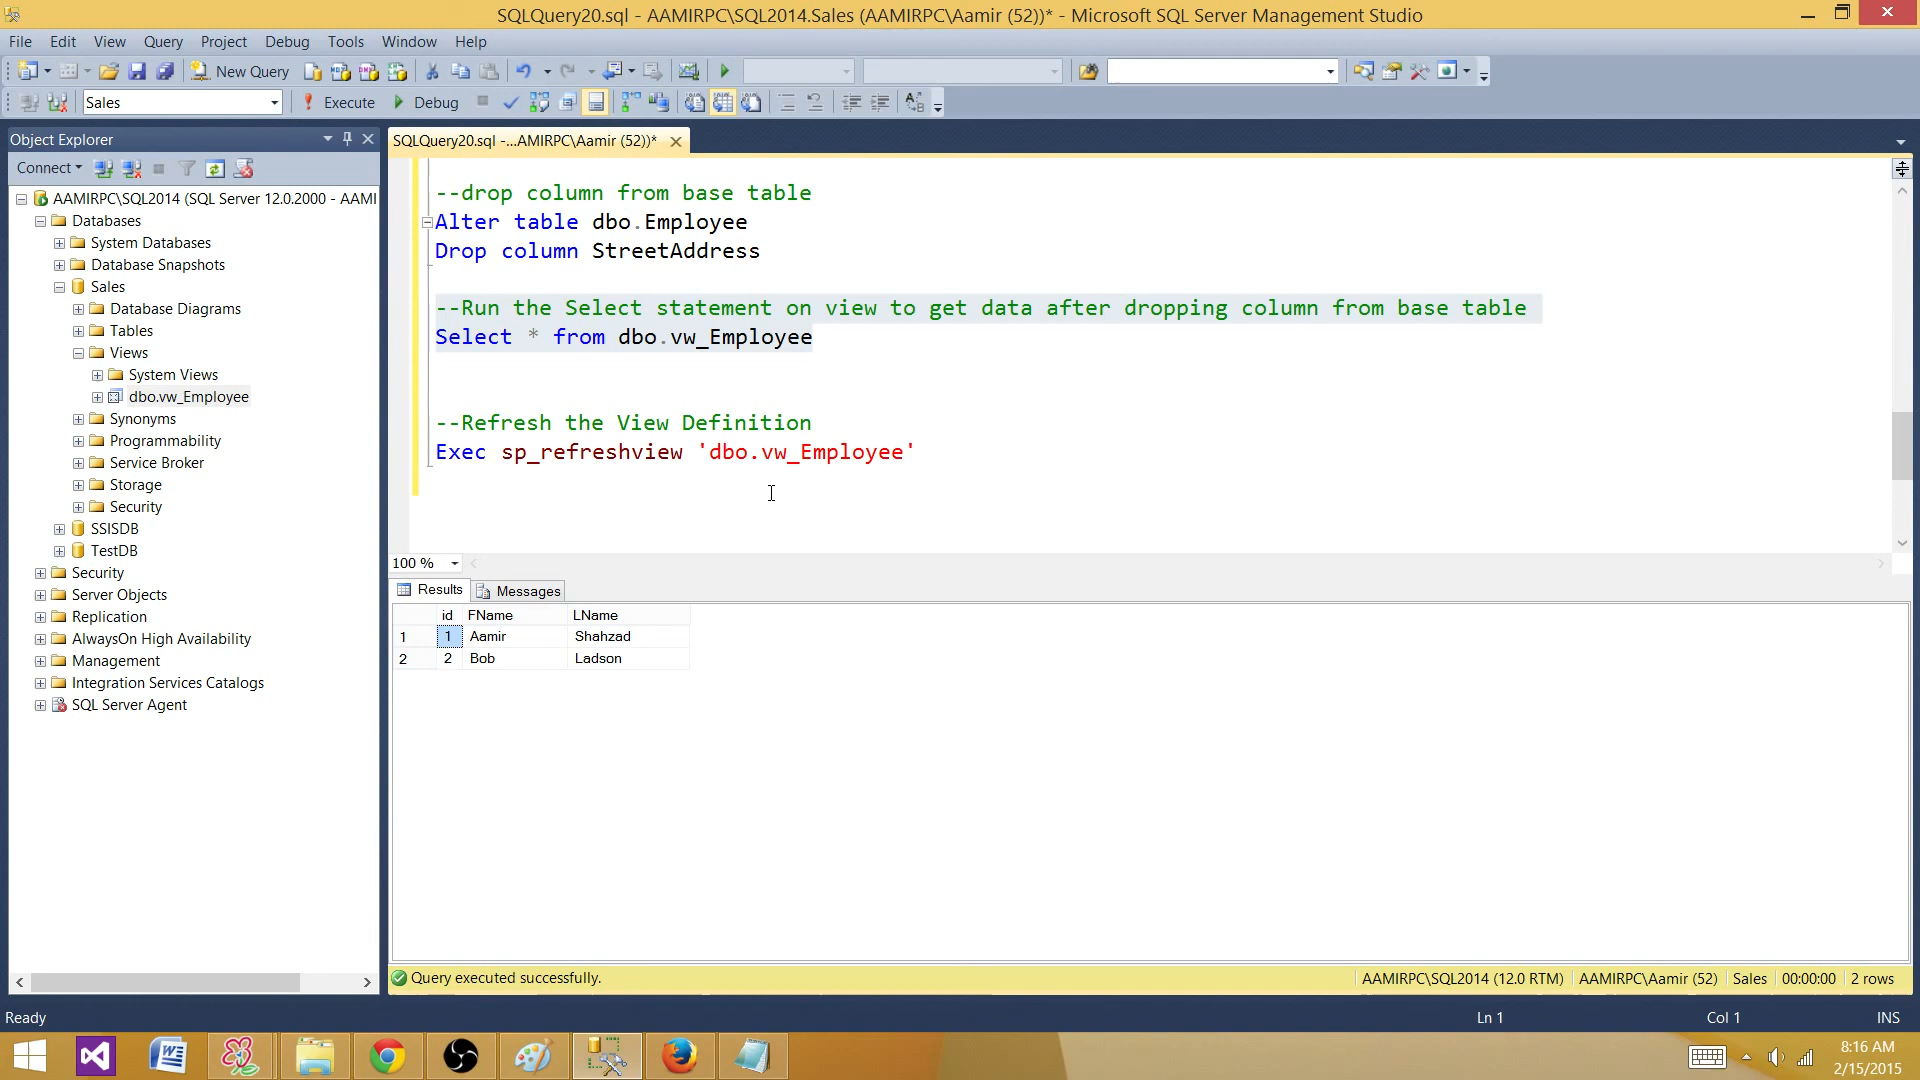 SQLQuery20.sql - AAMIRPC\SQL2014.Sales (AAMIRPC\Aamir (52))* - Microsoft SQL Server Management Studio
File Edit View Query Project Debug Tools Window Help
New Query
Sales Execute Debug
Object Explorer
SQLQuery20.sql -...AMIRPC\Aamir (52))*
Connect
AAMIRPC\SQL2014 (SQL Server 12.0.2000 - AAMI
Databases
System Databases
Database Snapshots
Sales
Database Diagrams
Tables
Views
System Views
dbo.vw_Employee
Synonyms
Programmability
Service Broker
Storage
Security
SSISDB
TestDB
Security
Server Objects
Replication
AlwaysOn High Availability
Management
Integration Services Catalogs
SQL Server Agent
--drop column from base table
Alter table dbo.Employee
Drop column StreetAddress
--Run the Select statement on view to get data after dropping column from base table
Select * from dbo.vw_Employee
--Refresh the View Definition
Exec sp_refreshview 'dbo.vw_Employee'
100 %
Results Messages
id FName LName
1 1 Aamir Shahzad
2 2 Bob Ladson
Query executed successfully.
AAMIRPC\SQL2014 (12.0 RTM) AAMIRPC\Aamir (52) Sales 00:00:00 2 rows
Ready Ln 1 Col 1 INS
8:16 AM
2/15/2015